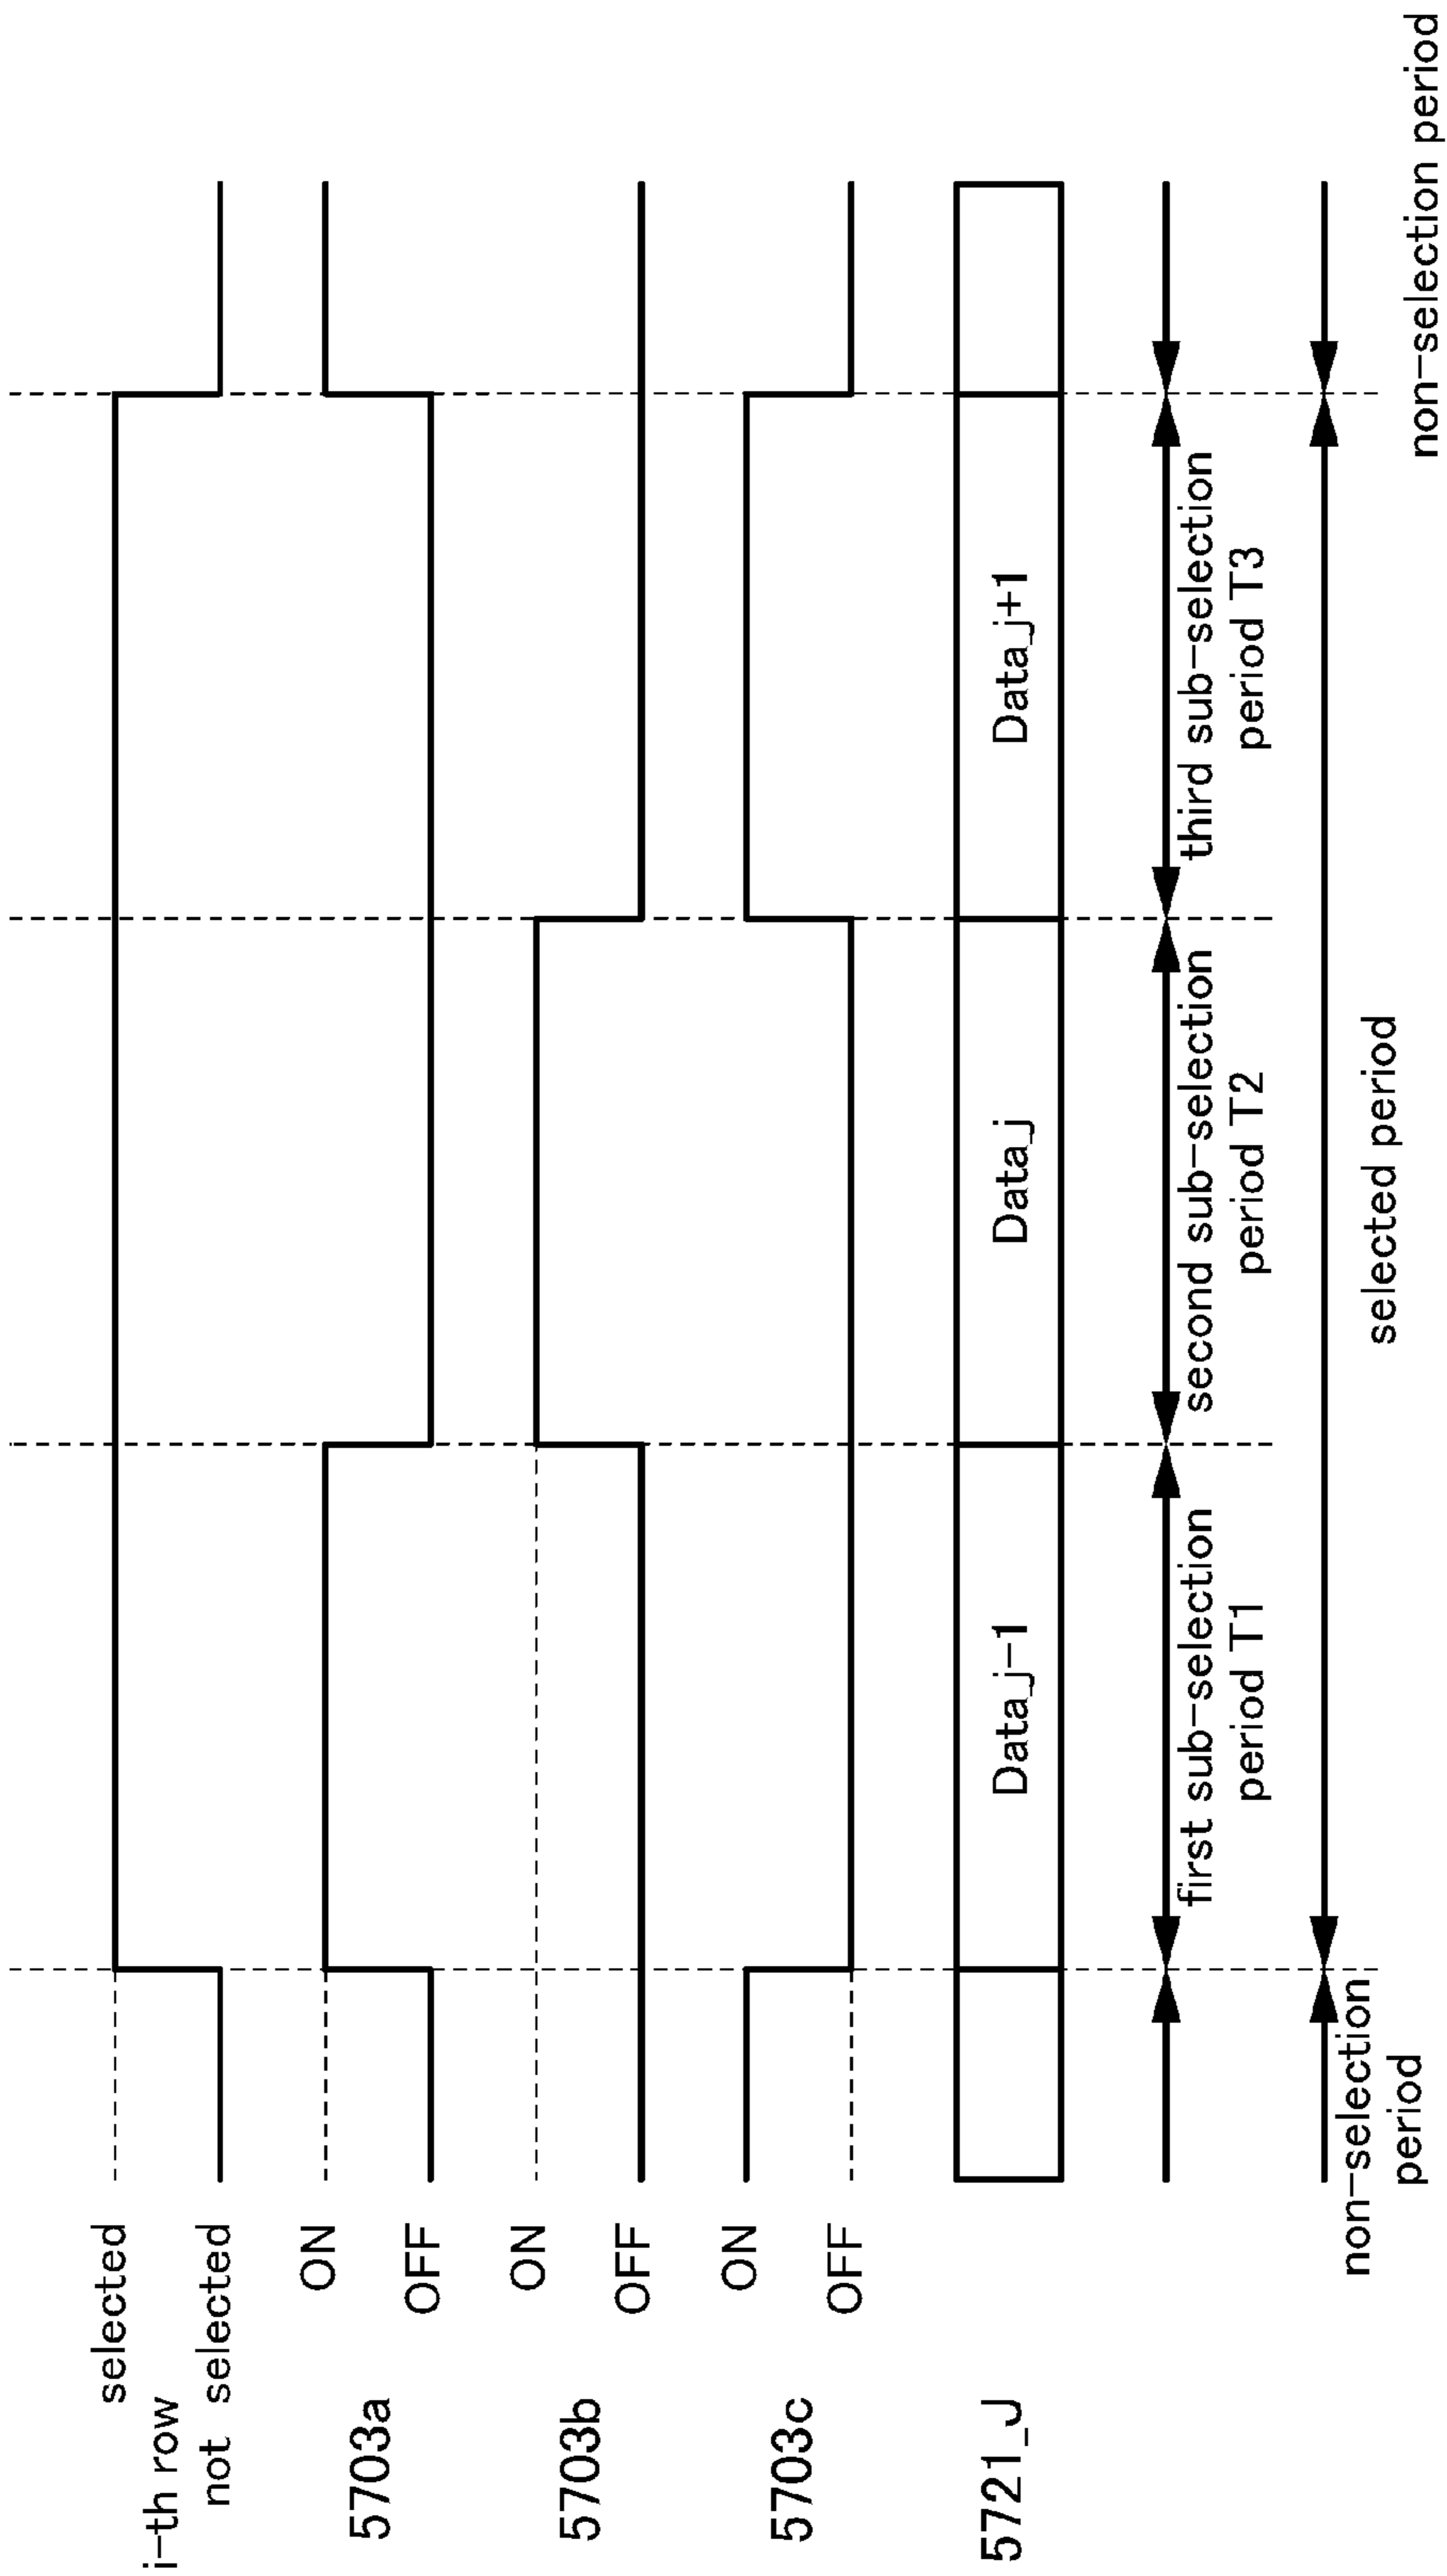 selected
i-th row
not selected
5703a
ON
OFF
5703b
ON
OFF
5703c
ON
OFF
5721_J
Data_j-1
Data_j
Data_j+1
first sub-selection
period T1
second sub-selection
period T2
third sub-selection
period T3
non-selection
period
selected period
non-selection period